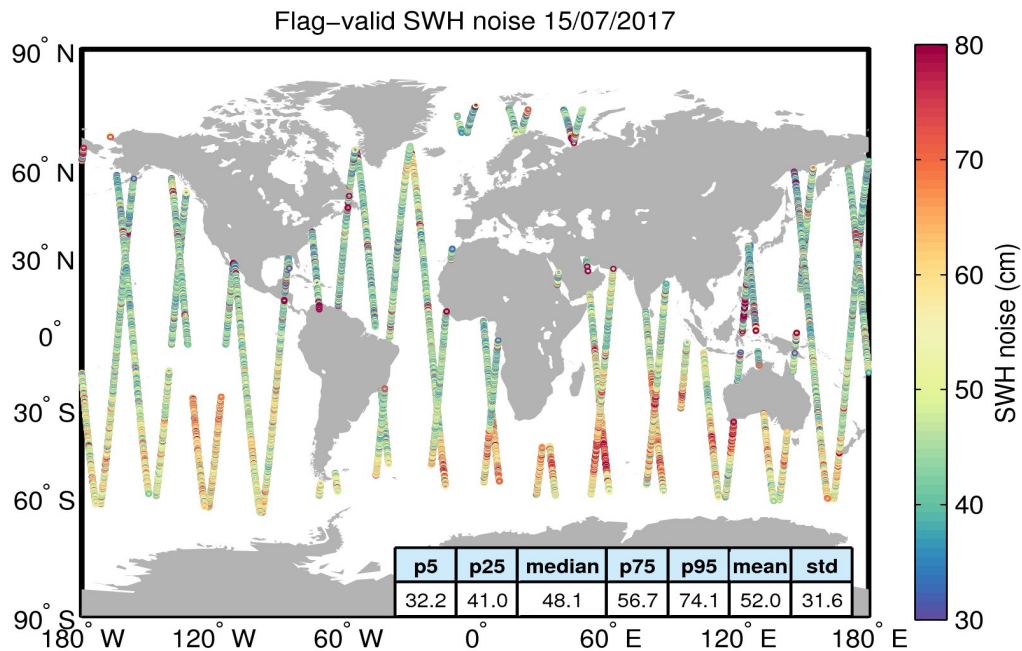 Flag−valid SWH noise 15/07/2017
90° N
60° N
30° N
0°
30° S
60° S
90° S
180° W
120° W
60° W
0°
60° E
120° E
180° E
p5 p25 median p75 p95 mean std
32.2 41.0 48.1 56.7 74.1 52.0 31.6
80
70
60
50
40
30
SWH noise (cm)